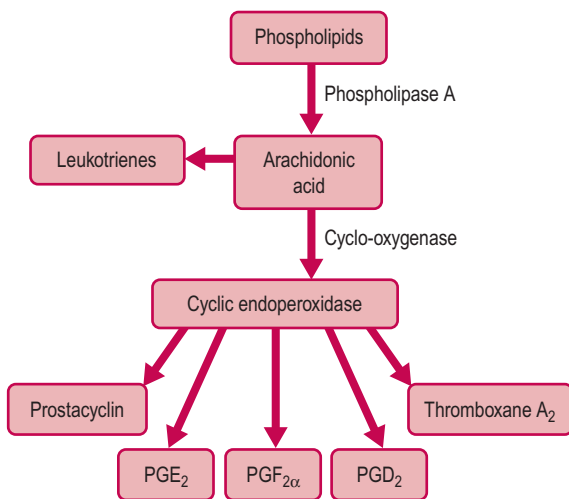 Phospholipids
Phospholipase A
Leukotrienes
Arachidonic
acid
Cyclo-oxygenase
Cyclic endoperoxidase
Prostacyclin
Thromboxane A₂
PGE₂
PGF₂α
PGD₂